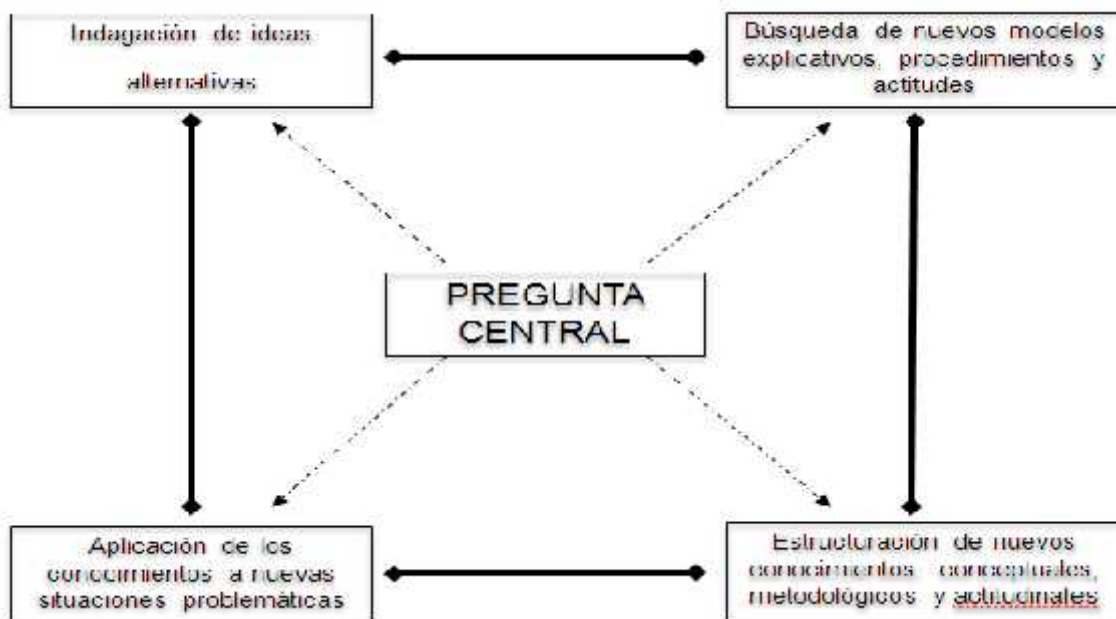 Indagación de ideas
alternativas
Búsqueda de nuevos modelos
explicativos, procedimientos y
actitudes
PREGUNTA
CENTRAL
Aplicación de los
conocimientos a nuevas
situaciones problemáticas
Estructuración de nuevos
conocimientos conceptuales,
metodológicos y actitudinales